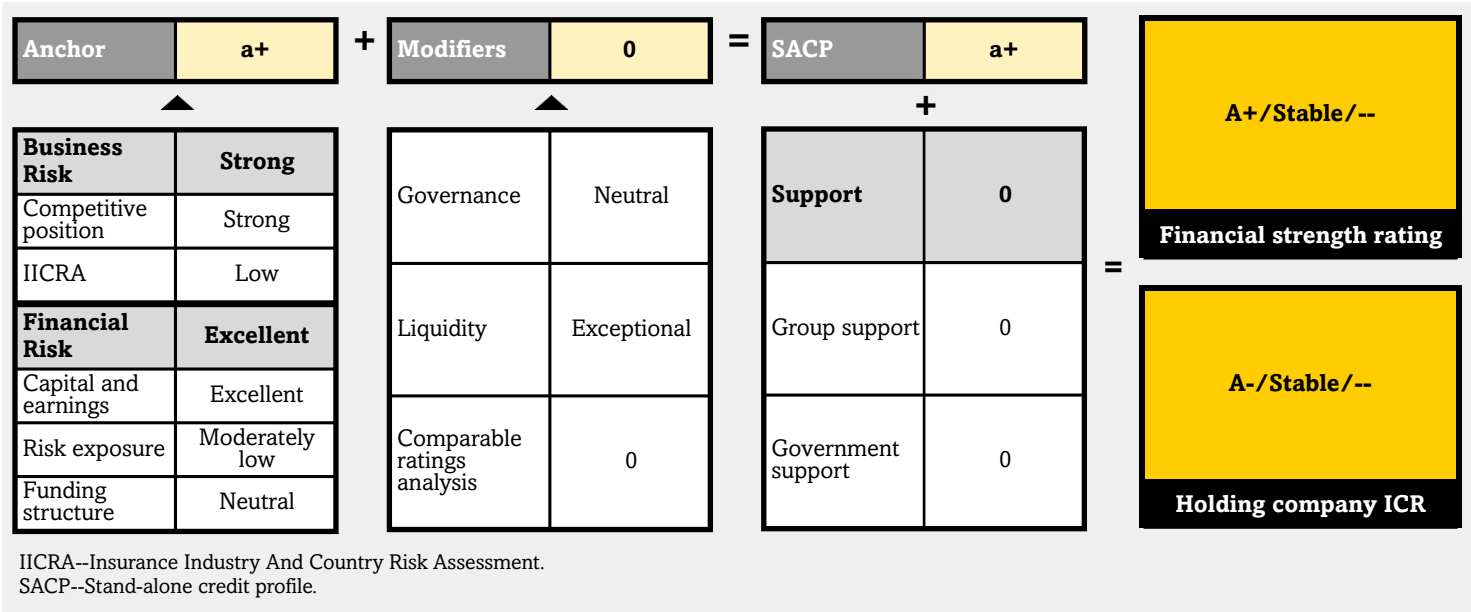 Anchor a+ + Modifiers 0 = SACP a+
+
Business
Risk
Strong
Competitive
position
Strong
IICRA
Low
Financial
Risk
Excellent
Capital and
earnings
Excellent
Risk exposure
Moderately
low
Funding
structure
Neutral
Governance
Neutral
Liquidity
Exceptional
Comparable
ratings
analysis
0
Support
0
Group support
0
Government
support
0
=
A+/Stable/--
Financial strength rating
A-/Stable/--
Holding company ICR
IICRA--Insurance Industry And Country Risk Assessment.
SACP--Stand-alone credit profile.